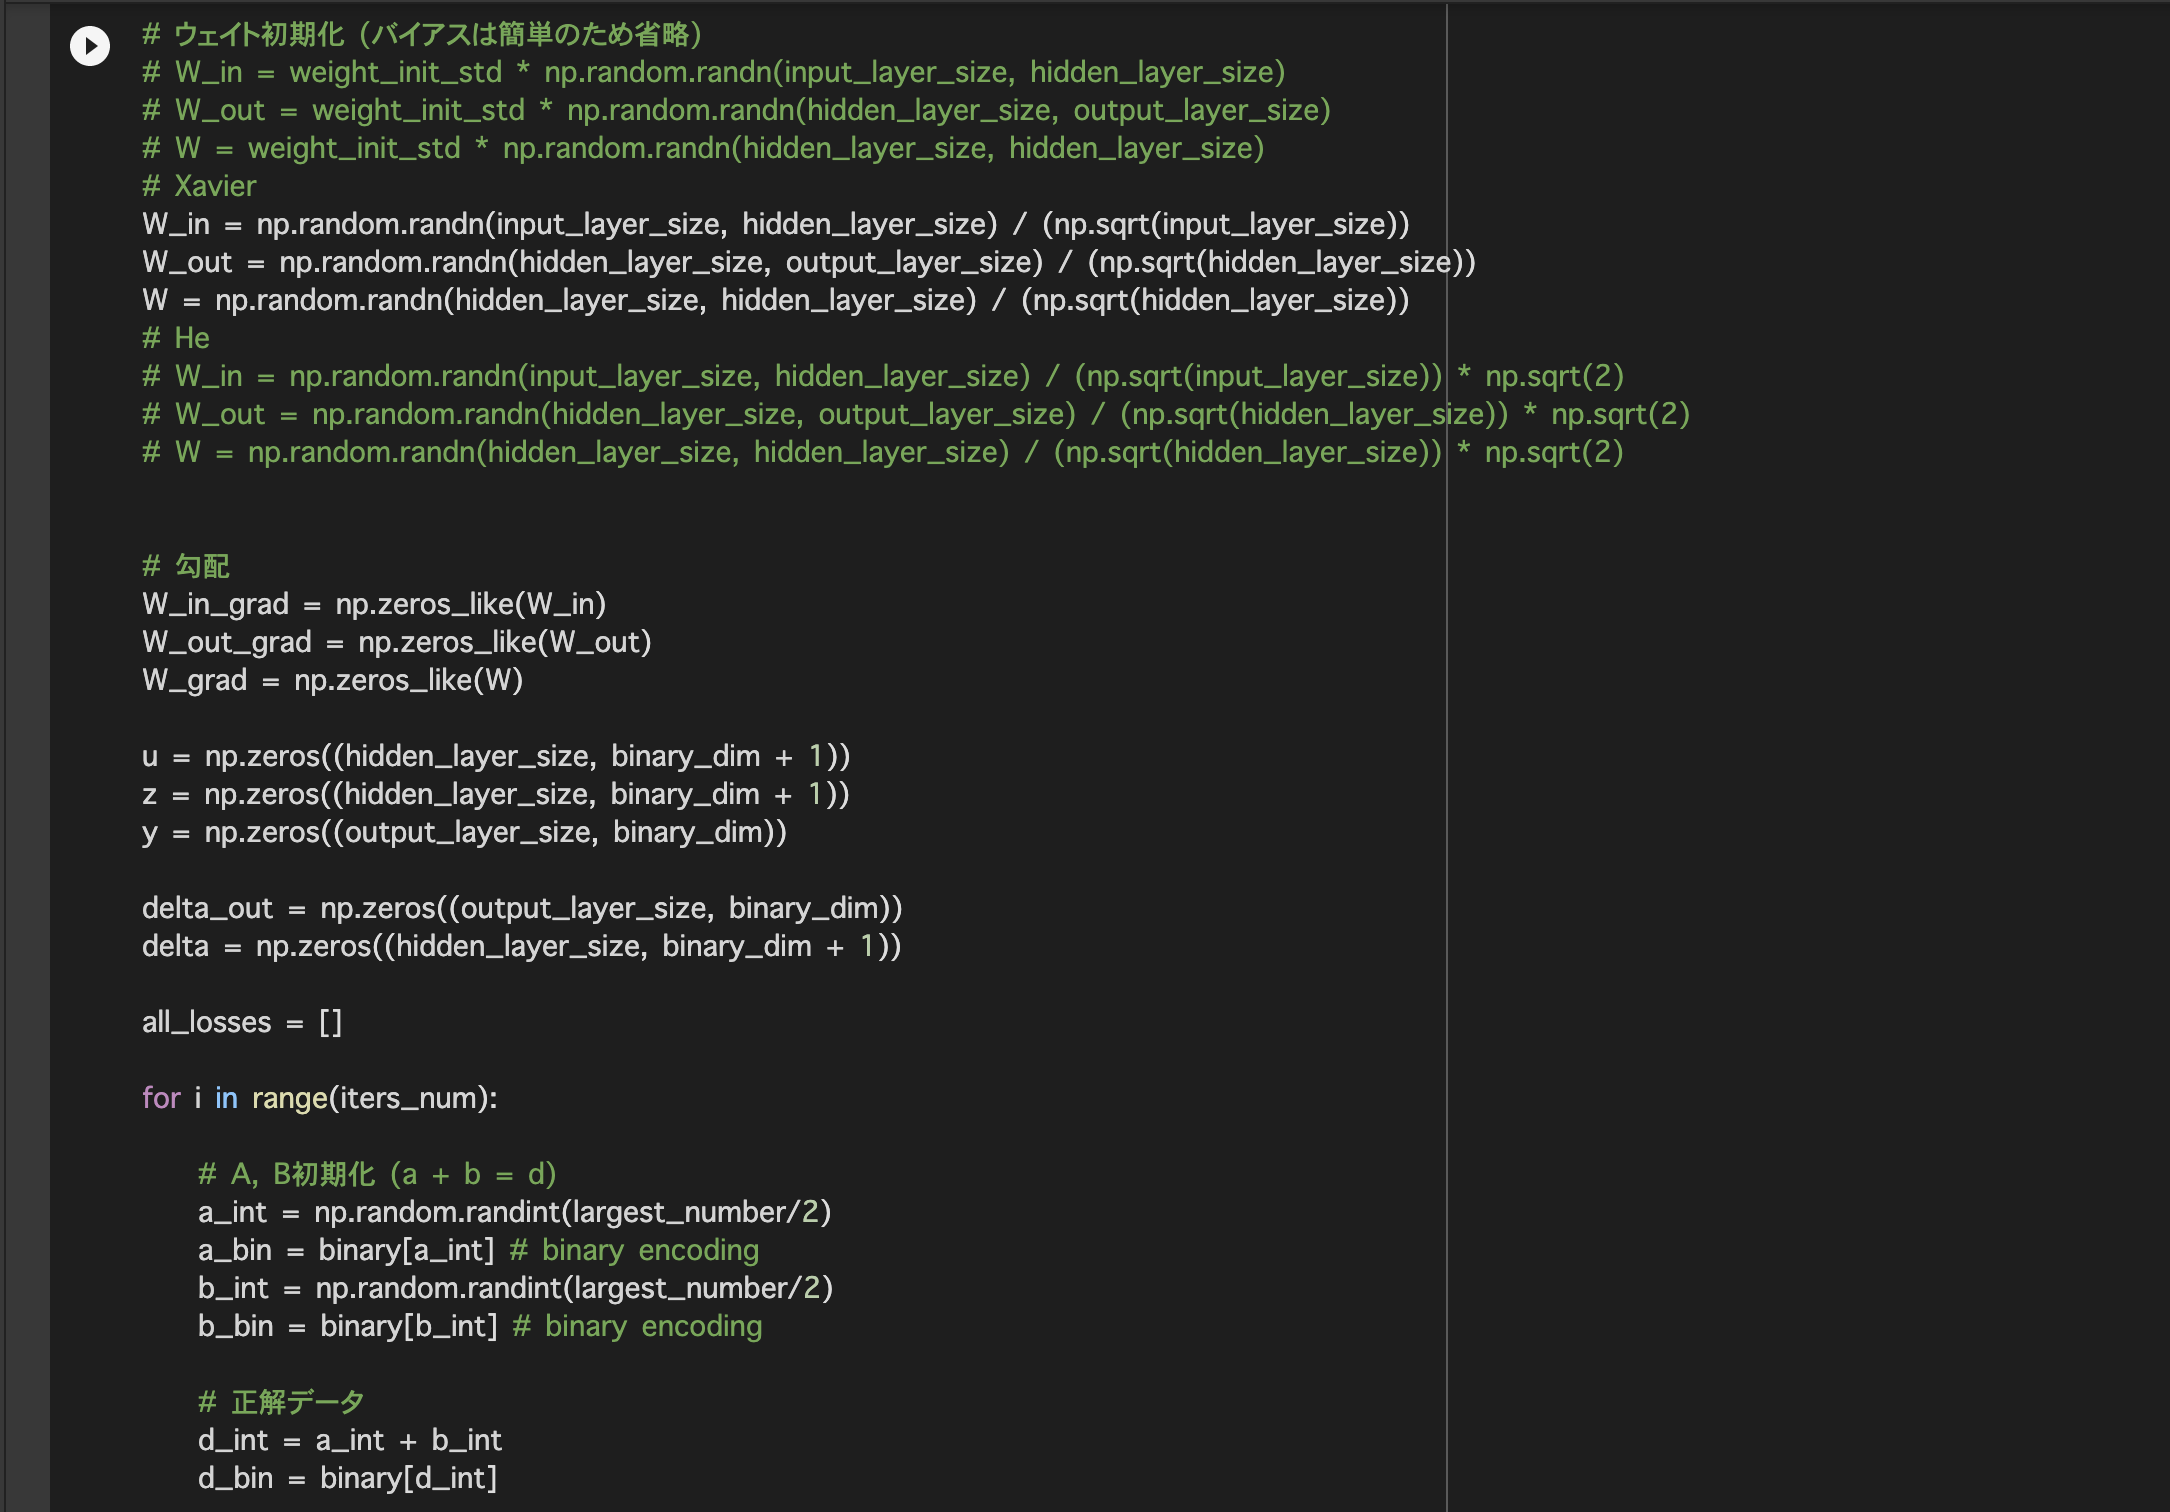 # ウェイト初期化 (バイアスは簡単のため省略)
# W_in = weight_init_std * np.random.randn(input_layer_size, hidden_layer_size)
# W_out = weight_init_std * np.random.randn(hidden_layer_size, output_layer_size)
# W = weight_init_std * np.random.randn(hidden_layer_size, hidden_layer_size)
# Xavier
W_in = np.random.randn(input_layer_size, hidden_layer_size) / (np.sqrt(input_layer_size))
W_out = np.random.randn(hidden_layer_size, output_layer_size) / (np.sqrt(hidden_layer_size))
W = np.random.randn(hidden_layer_size, hidden_layer_size) / (np.sqrt(hidden_layer_size))
# He
# W_in = np.random.randn(input_layer_size, hidden_layer_size) / (np.sqrt(input_layer_size)) * np.sqrt(2)
# W_out = np.random.randn(hidden_layer_size, output_layer_size) / (np.sqrt(hidden_layer_size)) * np.sqrt(2)
# W = np.random.randn(hidden_layer_size, hidden_layer_size) / (np.sqrt(hidden_layer_size)) * np.sqrt(2)
# 勾配
W_in_grad = np.zeros_like(W_in)
W_out_grad = np.zeros_like(W_out)
W_grad = np.zeros_like(W)
u = np.zeros((hidden_layer_size, binary_dim + 1))
z = np.zeros((hidden_layer_size, binary_dim + 1))
y = np.zeros((output_layer_size, binary_dim))
delta_out = np.zeros((output_layer_size, binary_dim))
delta = np.zeros((hidden_layer_size, binary_dim + 1))
all_losses = []
for i in range(iters_num):
# A, B初期化 (a + b = d)
a_int = np.random.randint(largest_number/2)
a_bin = binary[a_int] # binary encoding
b_int = np.random.randint(largest_number/2)
b_bin = binary[b_int] # binary encoding
# 正解データ
d_int = a_int + b_int
d_bin = binary[d_int]